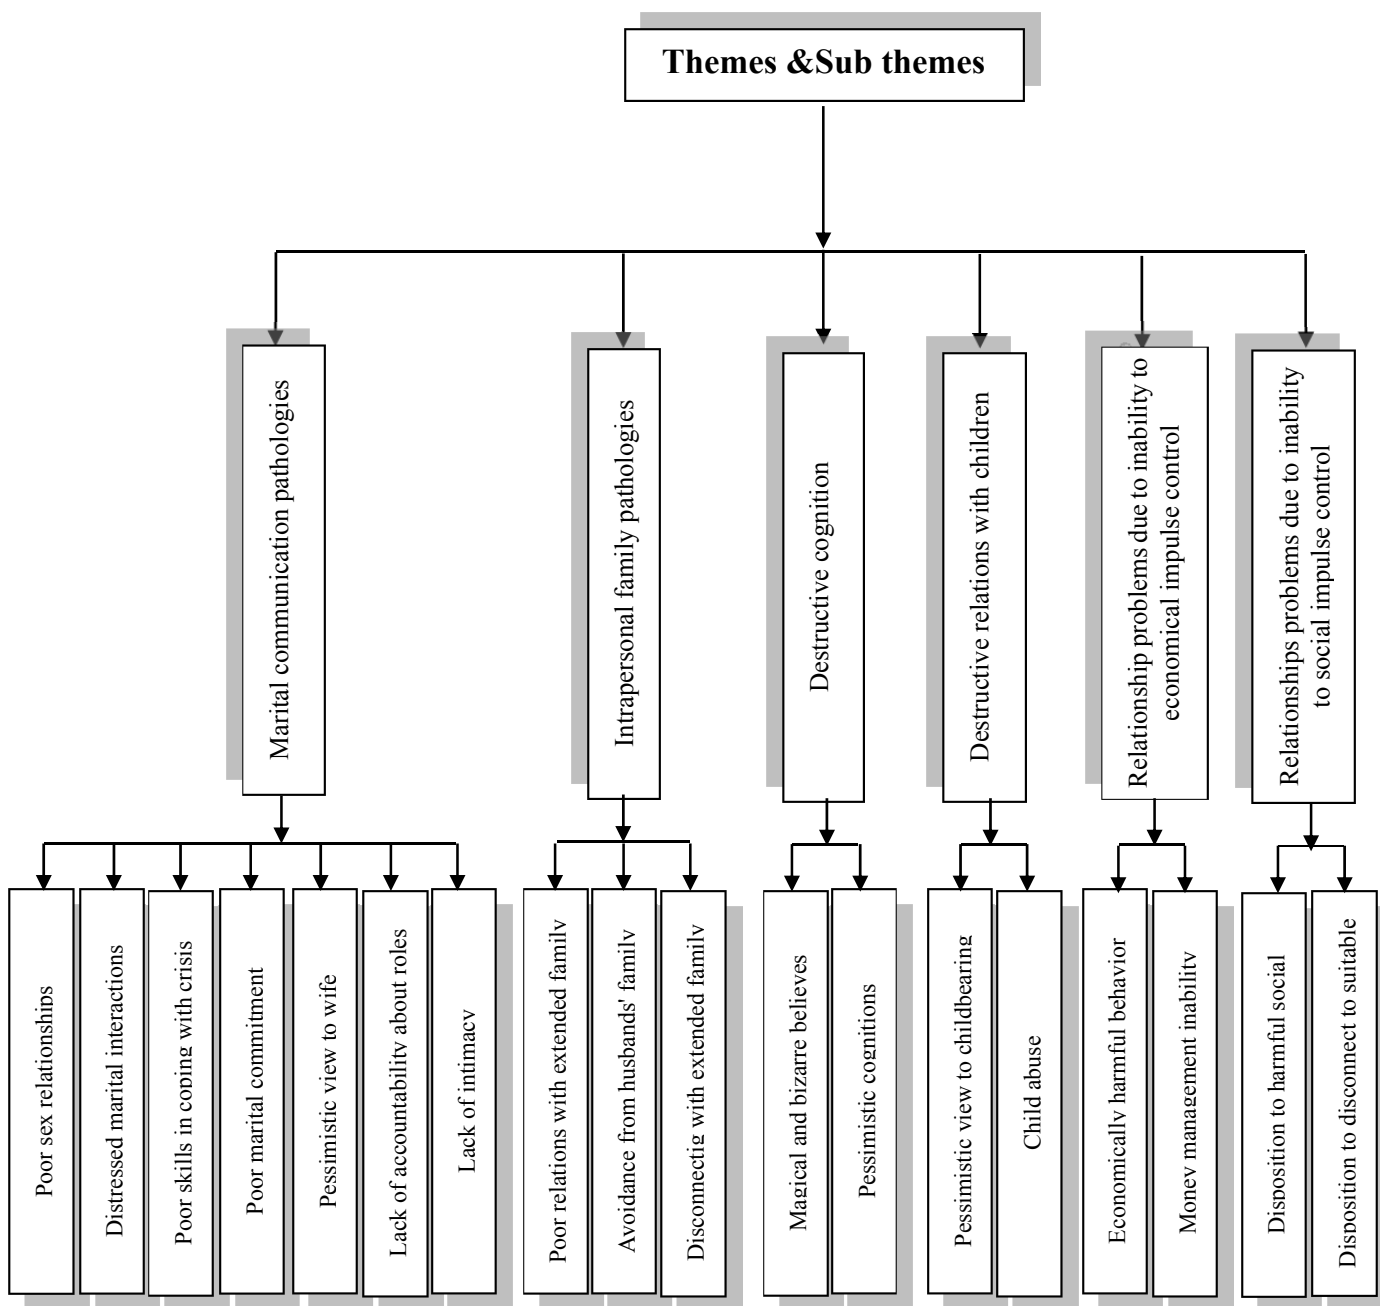 Themes &Sub themes
Marital communication pathologies
Intrapersonal family pathologies
Destructive cognition
Destructive relations with children
Relationship problems due to inability to
economical impulse control
Relationships problems due to inability
to social impulse control
Poor sex relationships
Distressed marital interactions
Poor skills in coping with crisis
Poor marital commitment
Pessimistic view to wife
Lack of accountability about roles
Lack of intimacy
Poor relations with extended family
Avoidance from husbands' family
Disconnectig with extended family
Magical and bizarre believes
Pessimistic cognitions
Pessimistic view to childbearing
Child abuse
Economically harmful behavior
Money management inability
Disposition to harmful social
Disposition to disconnect to suitable